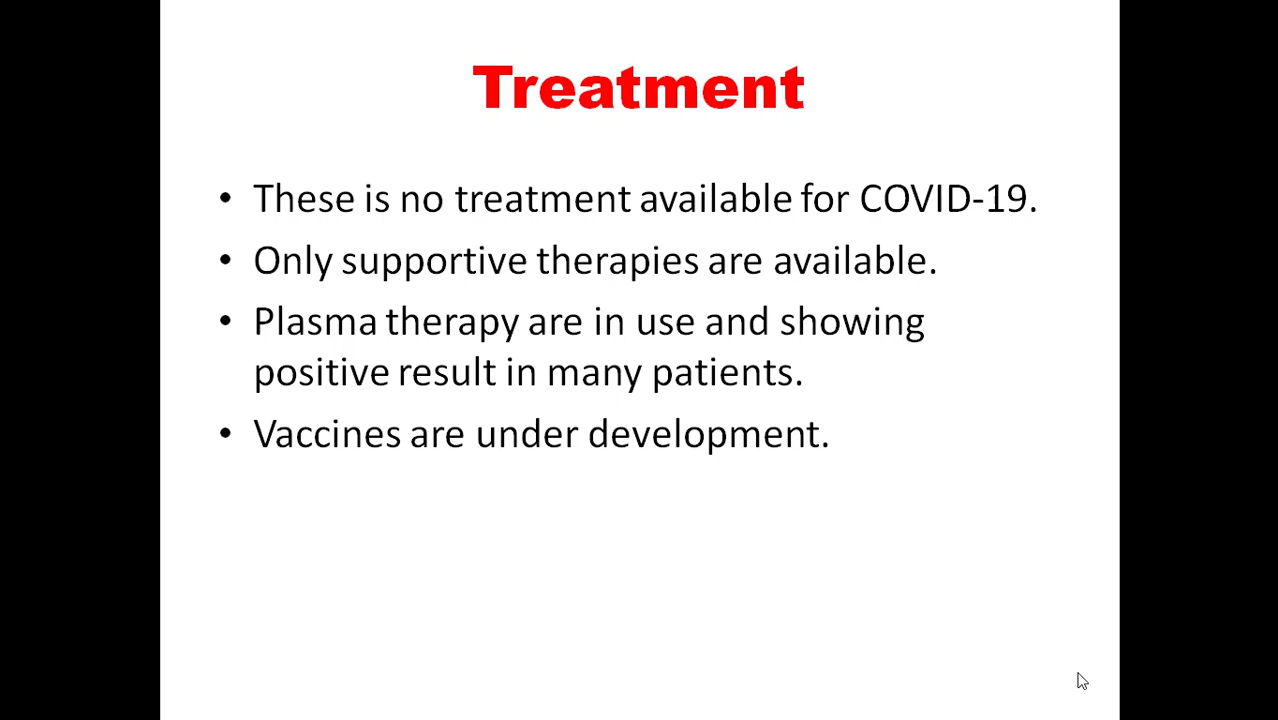 Treatment
• These is no treatment available for COVID-19.
• Only supportive therapies are available.
• Plasma therapy are in use and showing
positive result in many patients.
• Vaccines are under development.